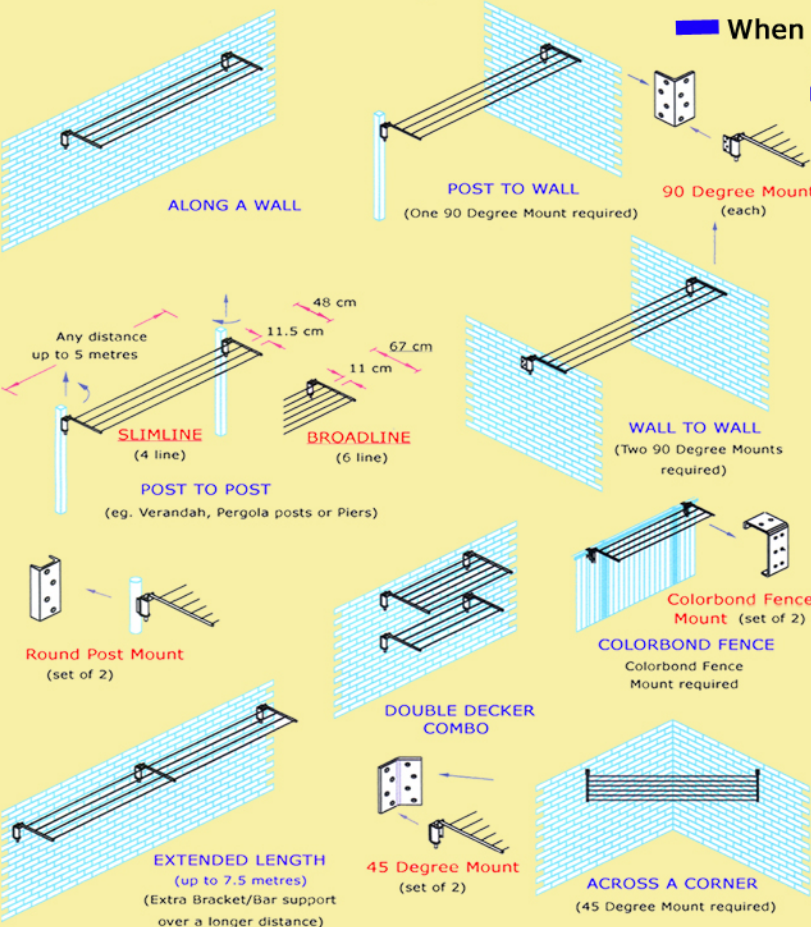 When
ALONG A WALL
POST TO WALL
(One 90 Degree Mount required)
90 Degree Mount
(each)
48 cm
11.5 cm
Any distance
up to 5 metres
67 cm
11 cm
SLIMLINE
(4 line)
BROADLINE
(6 line)
POST TO POST
(eg. Verandah, Pergola posts or Piers)
WALL TO WALL
(Two 90 Degree Mounts
required)
Round Post Mount
(set of 2)
DOUBLE DECKER
COMBO
Colorbond Fence
Mount (set of 2)
COLORBOND FENCE
Colorbond Fence
Mount required
EXTENDED LENGTH
(up to 7.5 metres)
(Extra Bracket/Bar support
over a longer distance)
45 Degree Mount
(set of 2)
ACROSS A CORNER
(45 Degree Mount required)